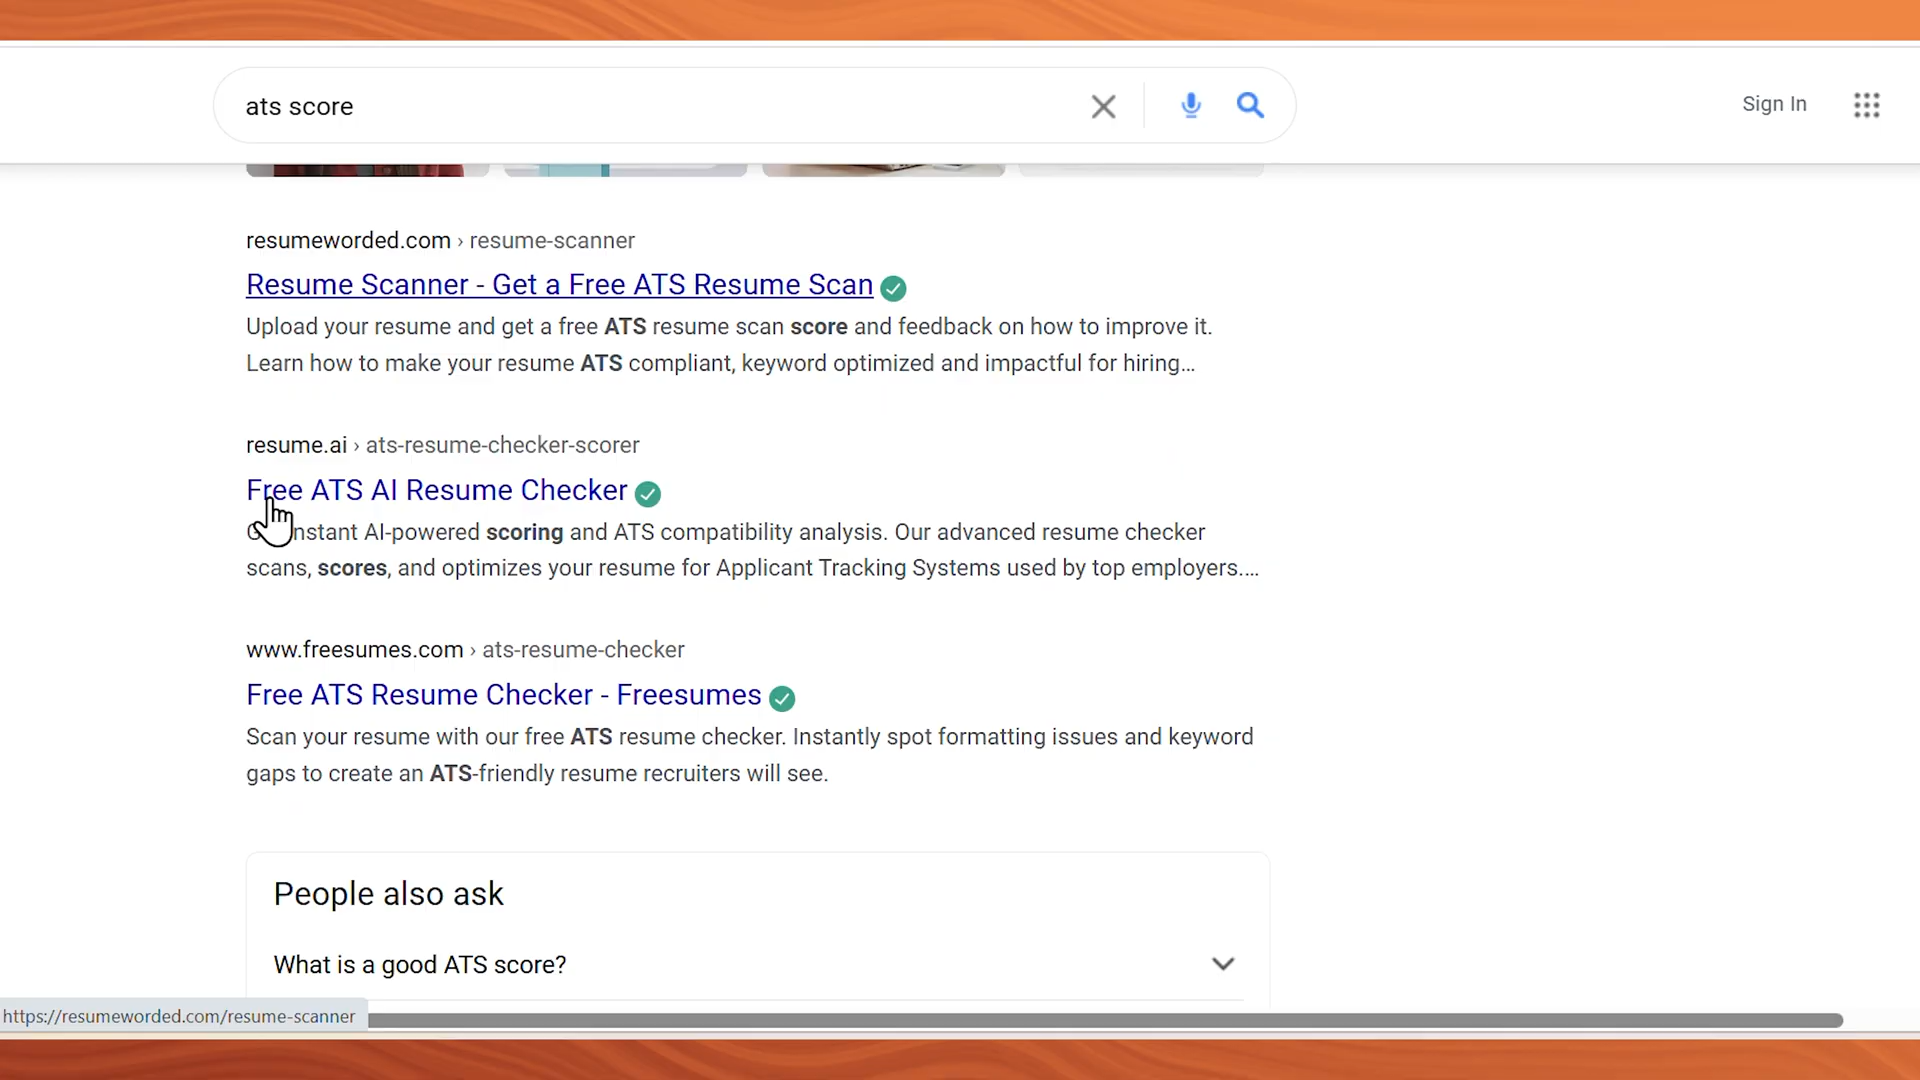 ats score
Sign In
resumeworded.com › resume-scanner
Resume Scanner - Get a Free ATS Resume Scan
Upload your resume and get a free ATS resume scan score and feedback on how to improve it.
Learn how to make your resume ATS compliant, keyword optimized and impactful for hiring...
resume.ai › ats-resume-checker-scorer
Free ATS AI Resume Checker
instant AI-powered scoring and ATS compatibility analysis. Our advanced resume checker
scans, scores, and optimizes your resume for Applicant Tracking Systems used by top employers....
www.freesumes.com › ats-resume-checker
Free ATS Resume Checker - Freesumes
Scan your resume with our free ATS resume checker. Instantly spot formatting issues and keyword
gaps to create an ATS-friendly resume recruiters will see.
People also ask
What is a good ATS score?
https://resumeworded.com/resume-scanner